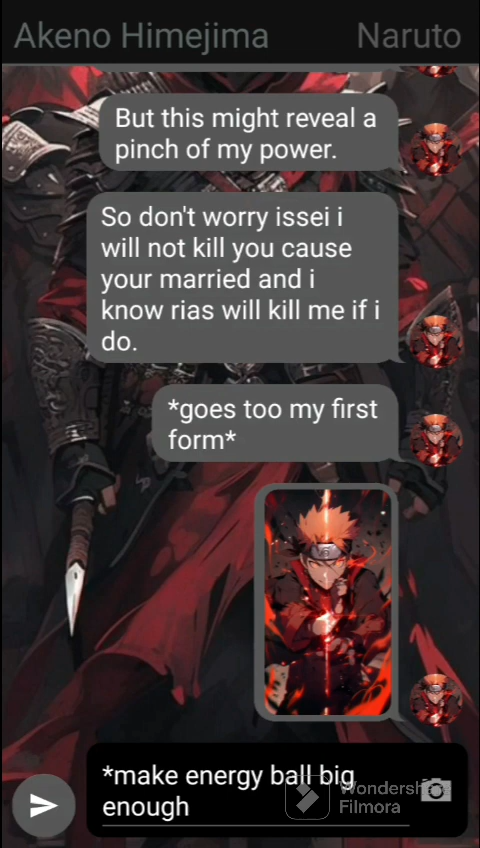 Akeno Himejima Naruto
But this might reveal a
pinch of my power.
So don't worry issei i
will not kill you cause
your married and i
know rias will kill me if i
do.
*goes too my first
form*
*make energy ball big
enough
Wondershare
Filmora